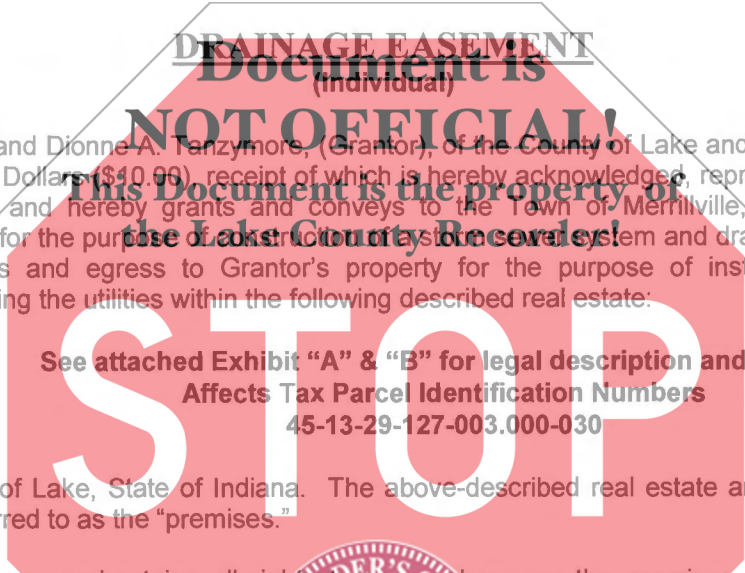 DRAINAGE EASEMENT
Document is
(Individual)
NOT OFFICIAL!
and Dionne A. Tanzymore, (Grantor), of the County of Lake and
Dollars ($10.00), receipt of which is hereby acknowledged, repr
This Document is the property of
and hereby grants and conveys to the Town of Merrillville,
the Lake County Recorder!
for the purpose of construction of a storm sewer system and dra
s and egress to Grantor's property for the purpose of inst
ing the utilities within the following described real estate:
STOP
See attached Exhibit “A” & “B” for legal description and
Affects Tax Parcel Identification Numbers
45-13-29-127-003.000-030
of Lake, State of Indiana. The above-described real estate a
rred to as the “premises.”